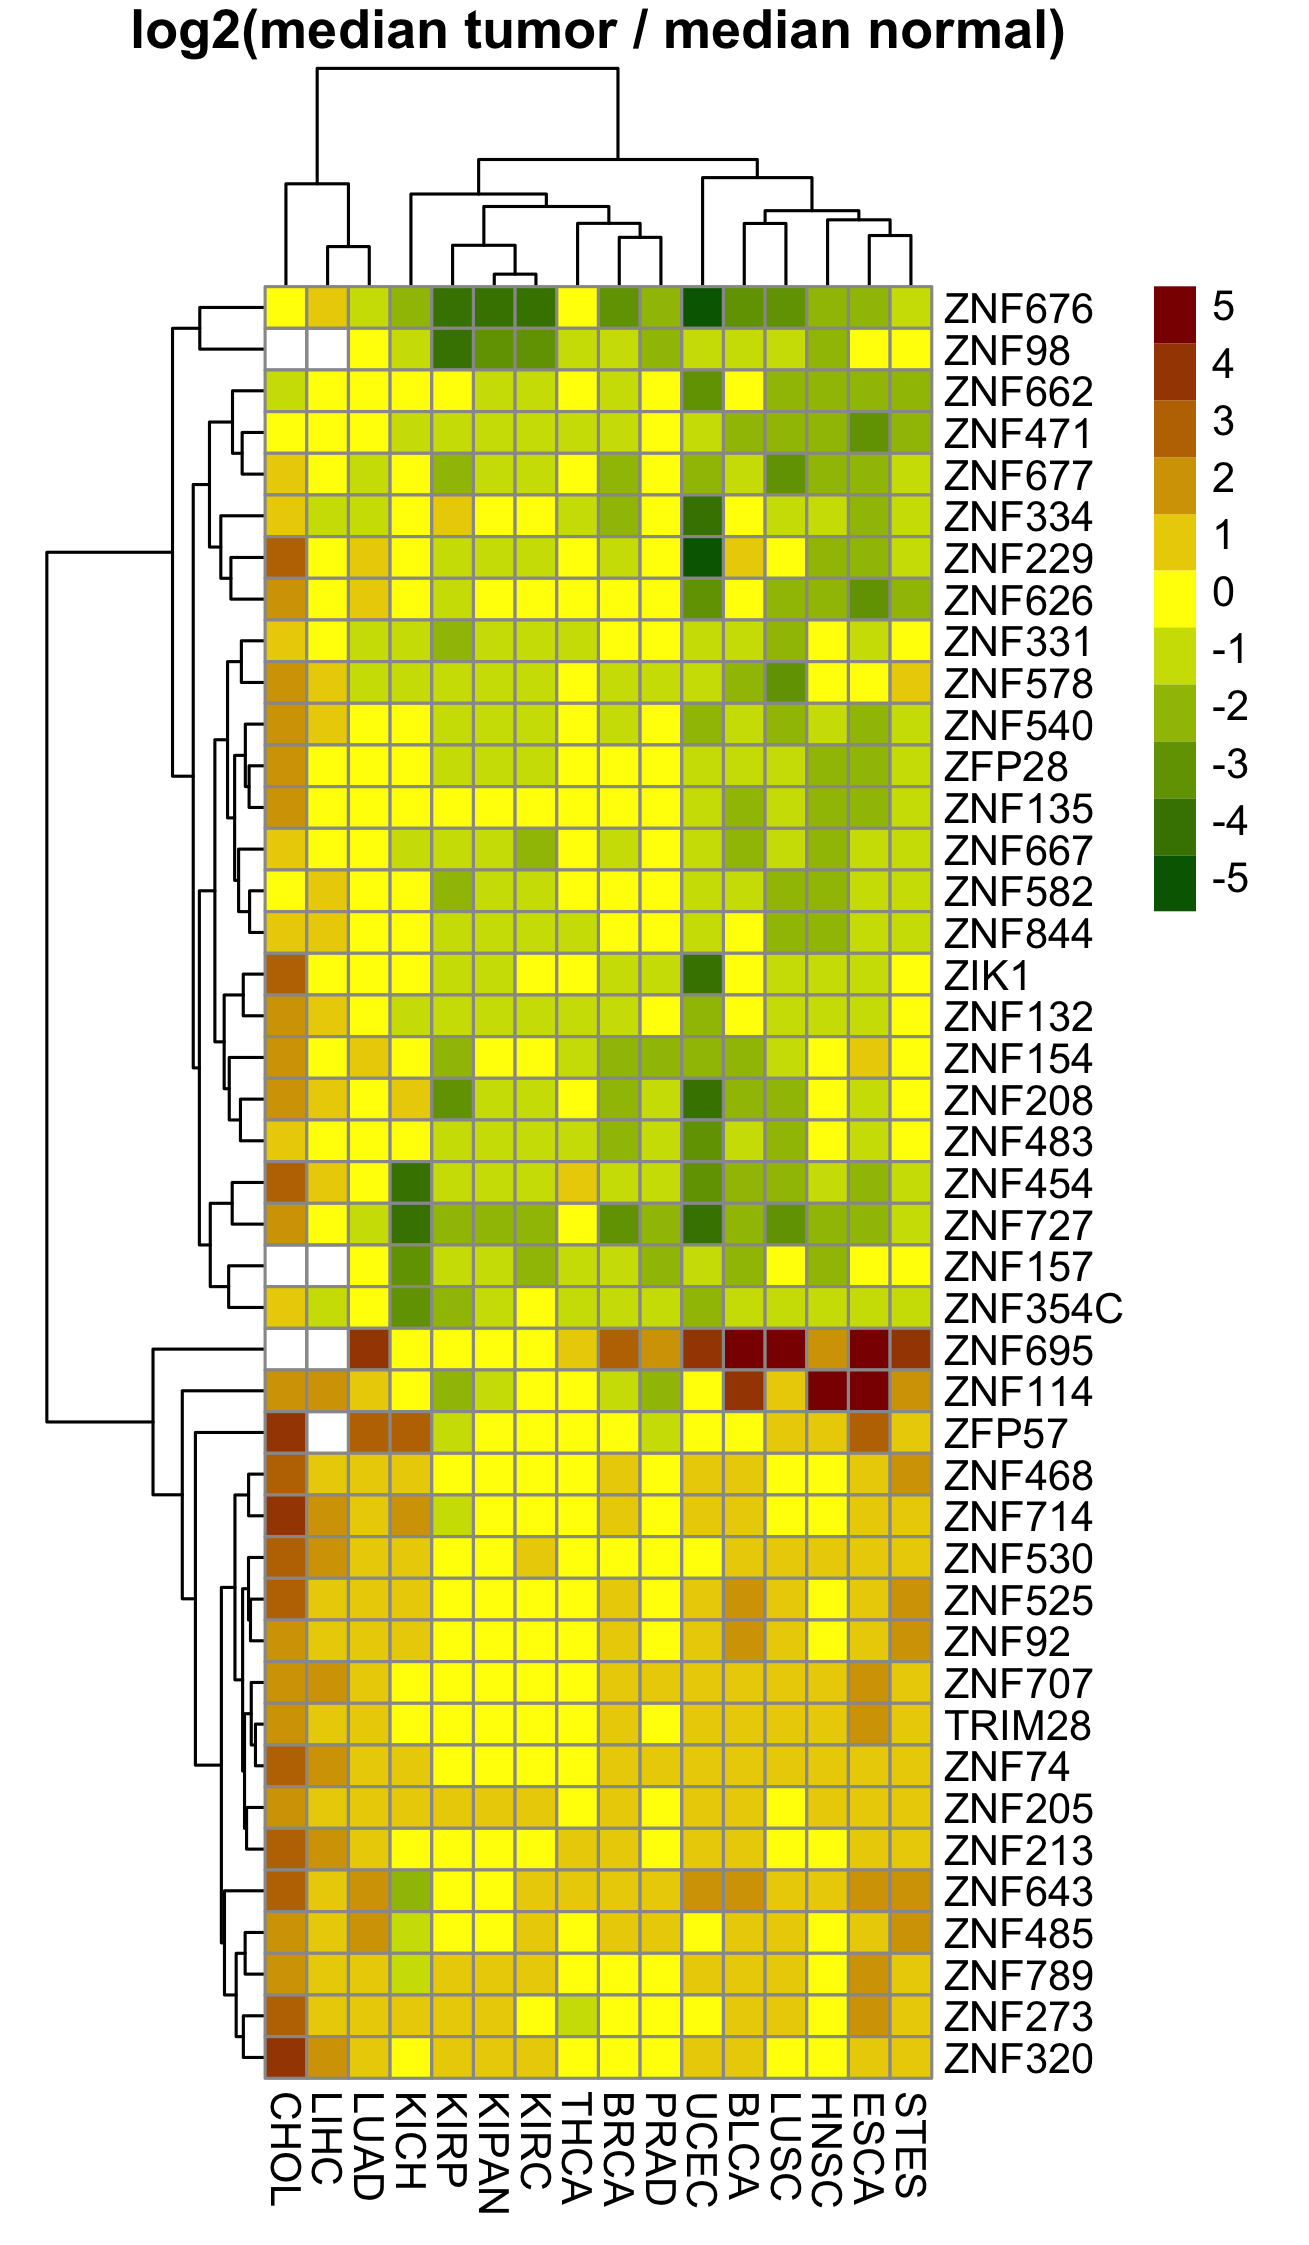 log2(median tumor / median normal)
ZNF676
ZNF98
ZNF662
ZNF471
ZNF677
ZNF334
ZNF229
ZNF626
ZNF331
ZNF578
ZNF540
ZFP28
ZNF135
ZNF667
ZNF582
ZNF844
ZIK1
ZNF132
ZNF154
ZNF208
ZNF483
ZNF454
ZNF727
ZNF157
ZNF354C
ZNF695
ZNF114
ZFP57
ZNF468
ZNF714
ZNF530
ZNF525
ZNF92
ZNF707
TRIM28
ZNF74
ZNF205
ZNF213
ZNF643
ZNF485
ZNF789
ZNF273
ZNF320
5
4
3
2
1
0
-1
-2
-3
-4
-5
CHOL
LIHC
LUAD
KICH
KIRP
KIPAN
KIRC
THCA
BRCA
PRAD
UCEC
BLCA
LUSC
HNSC
ESCA
STES